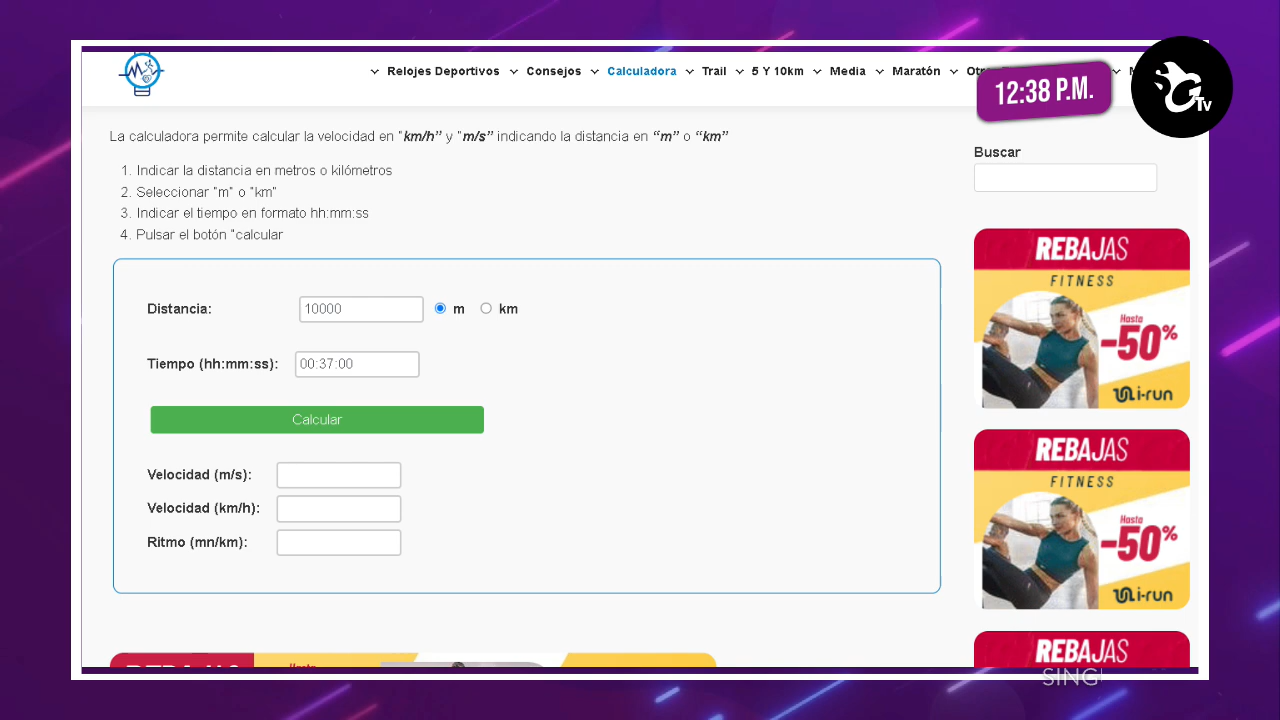 Relojes Deportivos Consejos Calculadora Trail 5 Y 10km Media Maratón
12:38 P.M.
G TV
La calculadora permite calcular la velocidad en "km/h” y "m/s” indicando la distancia en “m” o “km”
1. Indicar la distancia en metros o kilómetros
2. Seleccionar "m" o "km"
3. Indicar el tiempo en formato hh:mm:ss
4. Pulsar el botón "calcular
Distancia: 10000 m km
Tiempo (hh:mm:ss): 00:37:00
Calcular
Velocidad (m/s):
Velocidad (km/h):
Ritmo (mn/km):
Buscar
REBAJAS
FITNESS
Hasta
-50%
i-run
REBAJAS
FITNESS
Hasta
-50%
i-run
REBAJAS
REBAJAS
Hasta
SING